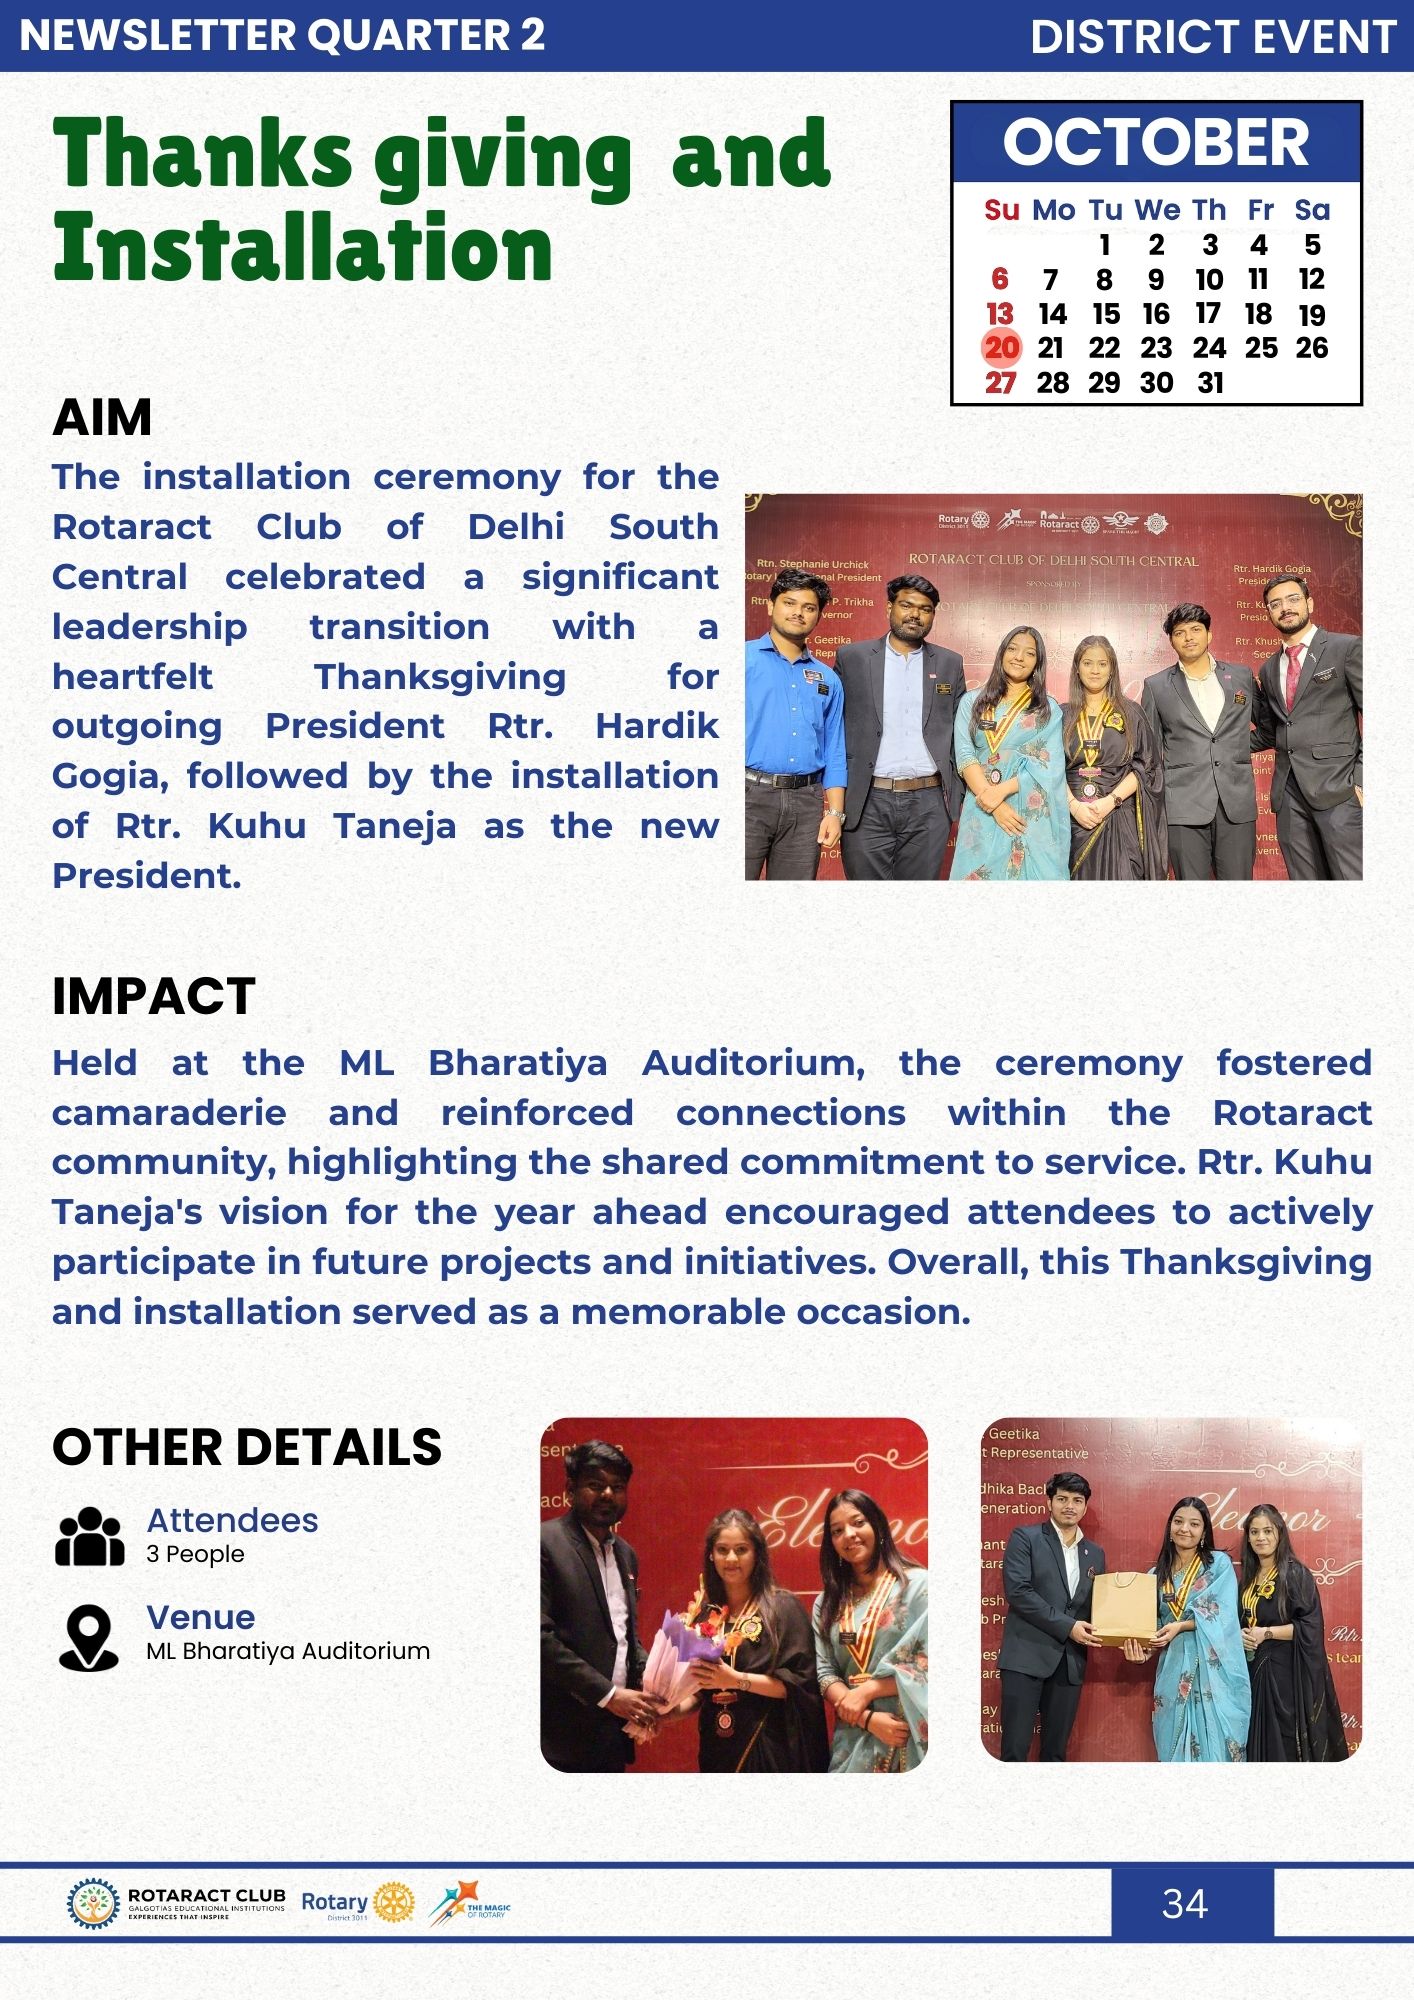 NEWSLETTER QUARTER 2
DISTRICT EVENT
Thanks giving and
Installation
OCTOBER
Su Mo Tu We Th Fr Sa
1 2 3 4 5
6 7 8 9 10 11 12
13 14 15 16 17 18 19
20 21 22 23 24 25 26
27 28 29 30 31
AIM
The installation ceremony for the
Rotaract Club of Delhi South
Central celebrated a significant
leadership transition with a
heartfelt Thanksgiving for
outgoing President Rtr. Hardik
Gogia, followed by the installation
of Rtr. Kuhu Taneja as the new
President.
Rotary
District 3011
THE MAGIC
Rotaract
ROTARACT CLUB OF DELHI SOUTH CENTRAL
SPONSORED BY
Rtn. Stephanie Urchick
P. Trikha
Geetika
Rtr. Hardik Gogia
IMPACT
Held at the ML Bharatiya Auditorium, the ceremony fostered
camaraderie and reinforced connections within the Rotaract
community, highlighting the shared commitment to service. Rtr. Kuhu
Taneja's vision for the year ahead encouraged attendees to actively
participate in future projects and initiatives. Overall, this Thanksgiving
and installation served as a memorable occasion.
OTHER DETAILS
Attendees
3 People
Venue
ML Bharatiya Auditorium
Geetika
t Representative
ROTARACT CLUB
GALGOTIAS EDUCATIONAL INSTITUTIONS
EXPERIENCES THAT INSPIRE
Rotary
District 3011
THE MAGIC
OF ROTARY
34